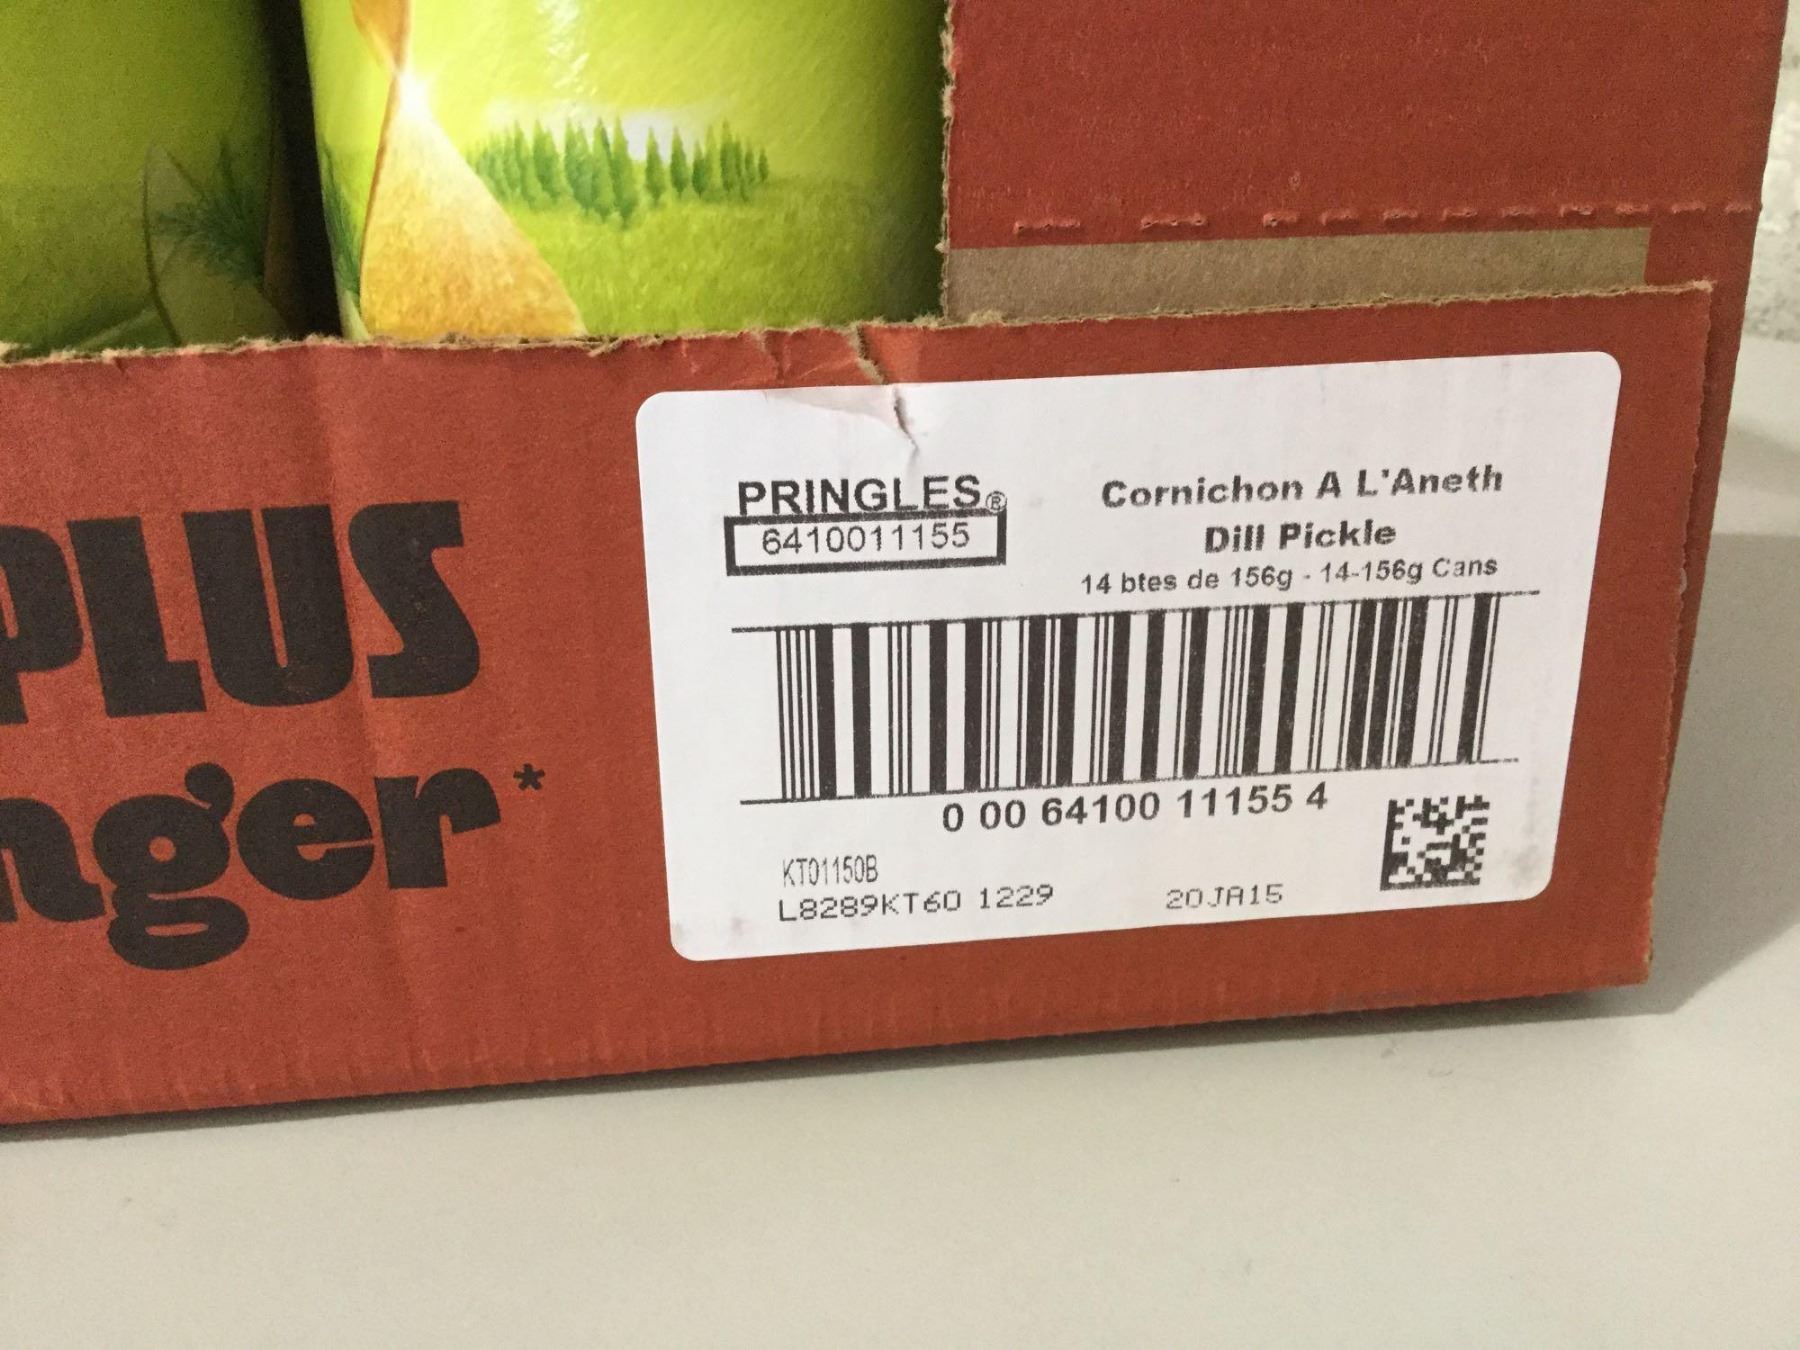 PLUS
nger*
PRINGLES®
6410011155
Cornichon A L'Aneth
Dill Pickle
14 btes de 156g - 14-156g Cans
0 00 64100 11155 4
KT01150B
L8289KT60 1229
20JA15